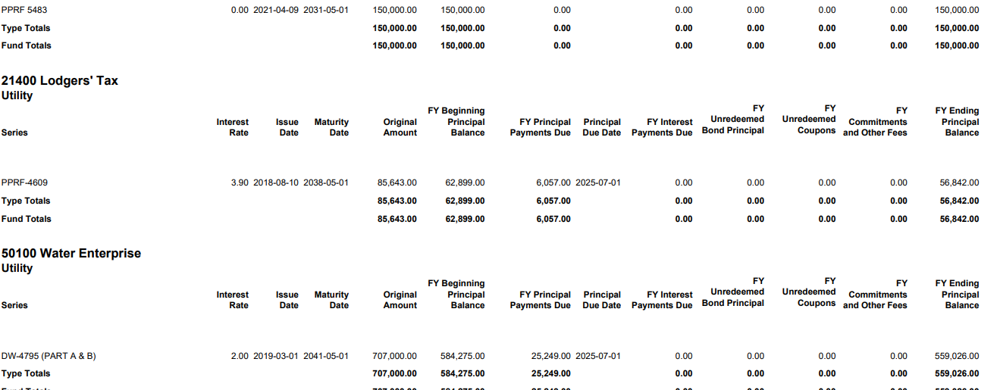 PPRF 5483 0.00 2021-04-09 2031-05-01 150,000.00 150,000.00 0.00 0.00 0.00 0.00 0.00 150,000.00
Type Totals 150,000.00 150,000.00 0.00 0.00 0.00 0.00 0.00 150,000.00
Fund Totals 150,000.00 150,000.00 0.00 0.00 0.00 0.00 0.00 150,000.00
21400 Lodgers' Tax
Utility
Series Interest Rate Issue Date Maturity Date Original Amount FY Beginning Principal Balance FY Principal Payments Due Principal Due Date FY Interest Payments Due FY Unredeemed Bond Principal FY Unredeemed Coupons FY Commitments and Other Fees FY Ending Principal Balance
PPRF-4609 3.90 2018-08-10 2038-05-01 85,643.00 62,899.00 6,057.00 2025-07-01 0.00 0.00 0.00 0.00 56,842.00
Type Totals 85,643.00 62,899.00 6,057.00 0.00 0.00 0.00 0.00 56,842.00
Fund Totals 85,643.00 62,899.00 6,057.00 0.00 0.00 0.00 0.00 56,842.00
50100 Water Enterprise
Utility
Series Interest Rate Issue Date Maturity Date Original Amount FY Beginning Principal Balance FY Principal Payments Due Principal Due Date FY Interest Payments Due FY Unredeemed Bond Principal FY Unredeemed Coupons FY Commitments and Other Fees FY Ending Principal Balance
DW-4795 (PART A & B) 2.00 2019-03-01 2041-05-01 707,000.00 584,275.00 25,249.00 2025-07-01 0.00 0.00 0.00 0.00 559,026.00
Type Totals 707,000.00 584,275.00 25,249.00 0.00 0.00 0.00 0.00 559,026.00